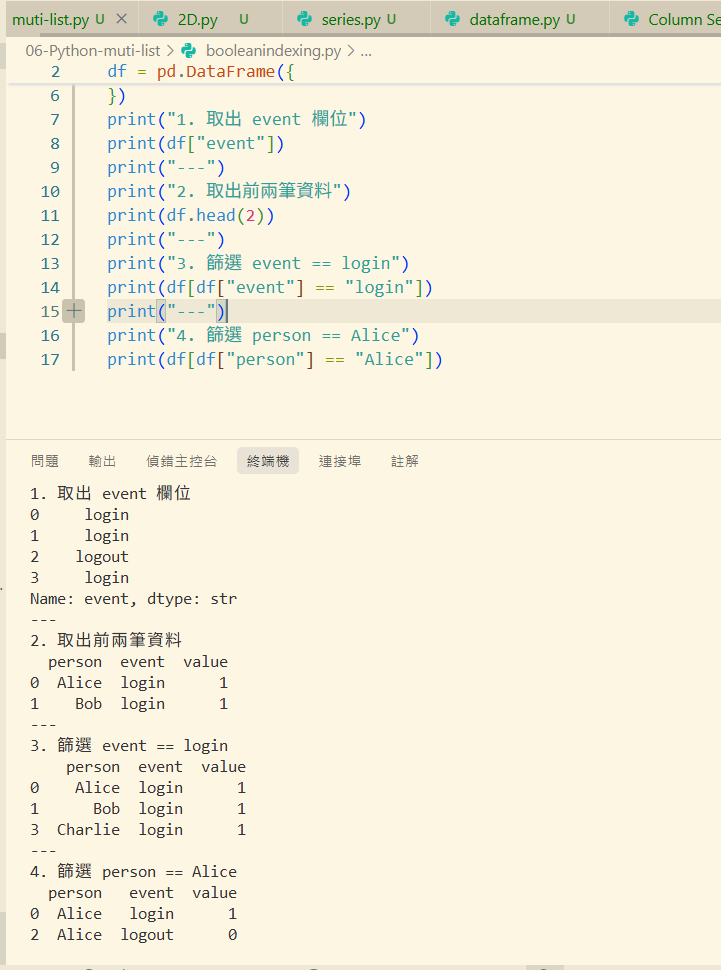 muti-list.py U × 2D.py U series.py U dataframe.py U Column Se
06-Python-muti-list > booleanindexing.py > ...
2 df = pd.DataFrame({
6 })
7 print("1. 取出 event 欄位")
8 print(df["event"])
9 print("---")
10 print("2. 取出前兩筆資料")
11 print(df.head(2))
12 print("---")
13 print("3. 篩選 event == login")
14 print(df[df["event"] == "login"])
15 print("---")
16 print("4. 篩選 person == Alice")
17 print(df[df["person"] == "Alice"])
問題 輸出 偵錯主控台 終端機 連接埠 註解
1. 取出 event 欄位
0 login
1 login
2 logout
3 login
Name: event, dtype: str
---
2. 取出前兩筆資料
person event value
0 Alice login 1
1 Bob login 1
---
3. 篩選 event == login
person event value
0 Alice login 1
1 Bob login 1
3 Charlie login 1
---
4. 篩選 person == Alice
person event value
0 Alice login 1
2 Alice logout 0